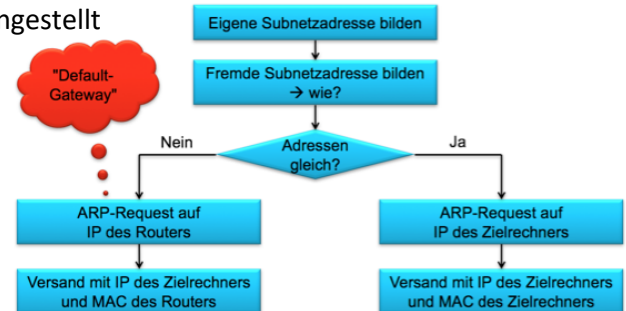 ngestellt
Eigene Subnetzadresse bilden
"Default-
Gateway"
Fremde Subnetzadresse bilden
→ wie?
Nein
Adressen
gleich?
Ja
ARP-Request auf
IP des Routers
ARP-Request auf
IP des Zielrechners
Versand mit IP des Zielrechners
und MAC des Routers
Versand mit IP des Zielrechners
und MAC des Zielrechners